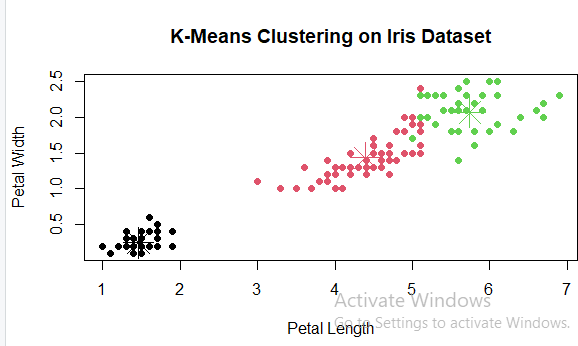 K-Means Clustering on Iris Dataset
Petal Width
2.5
2.0
1.5
1.0
0.5
1 2 3 4 5 6 7
Petal Length
Activate Windows
Go to Settings to activate Windows.